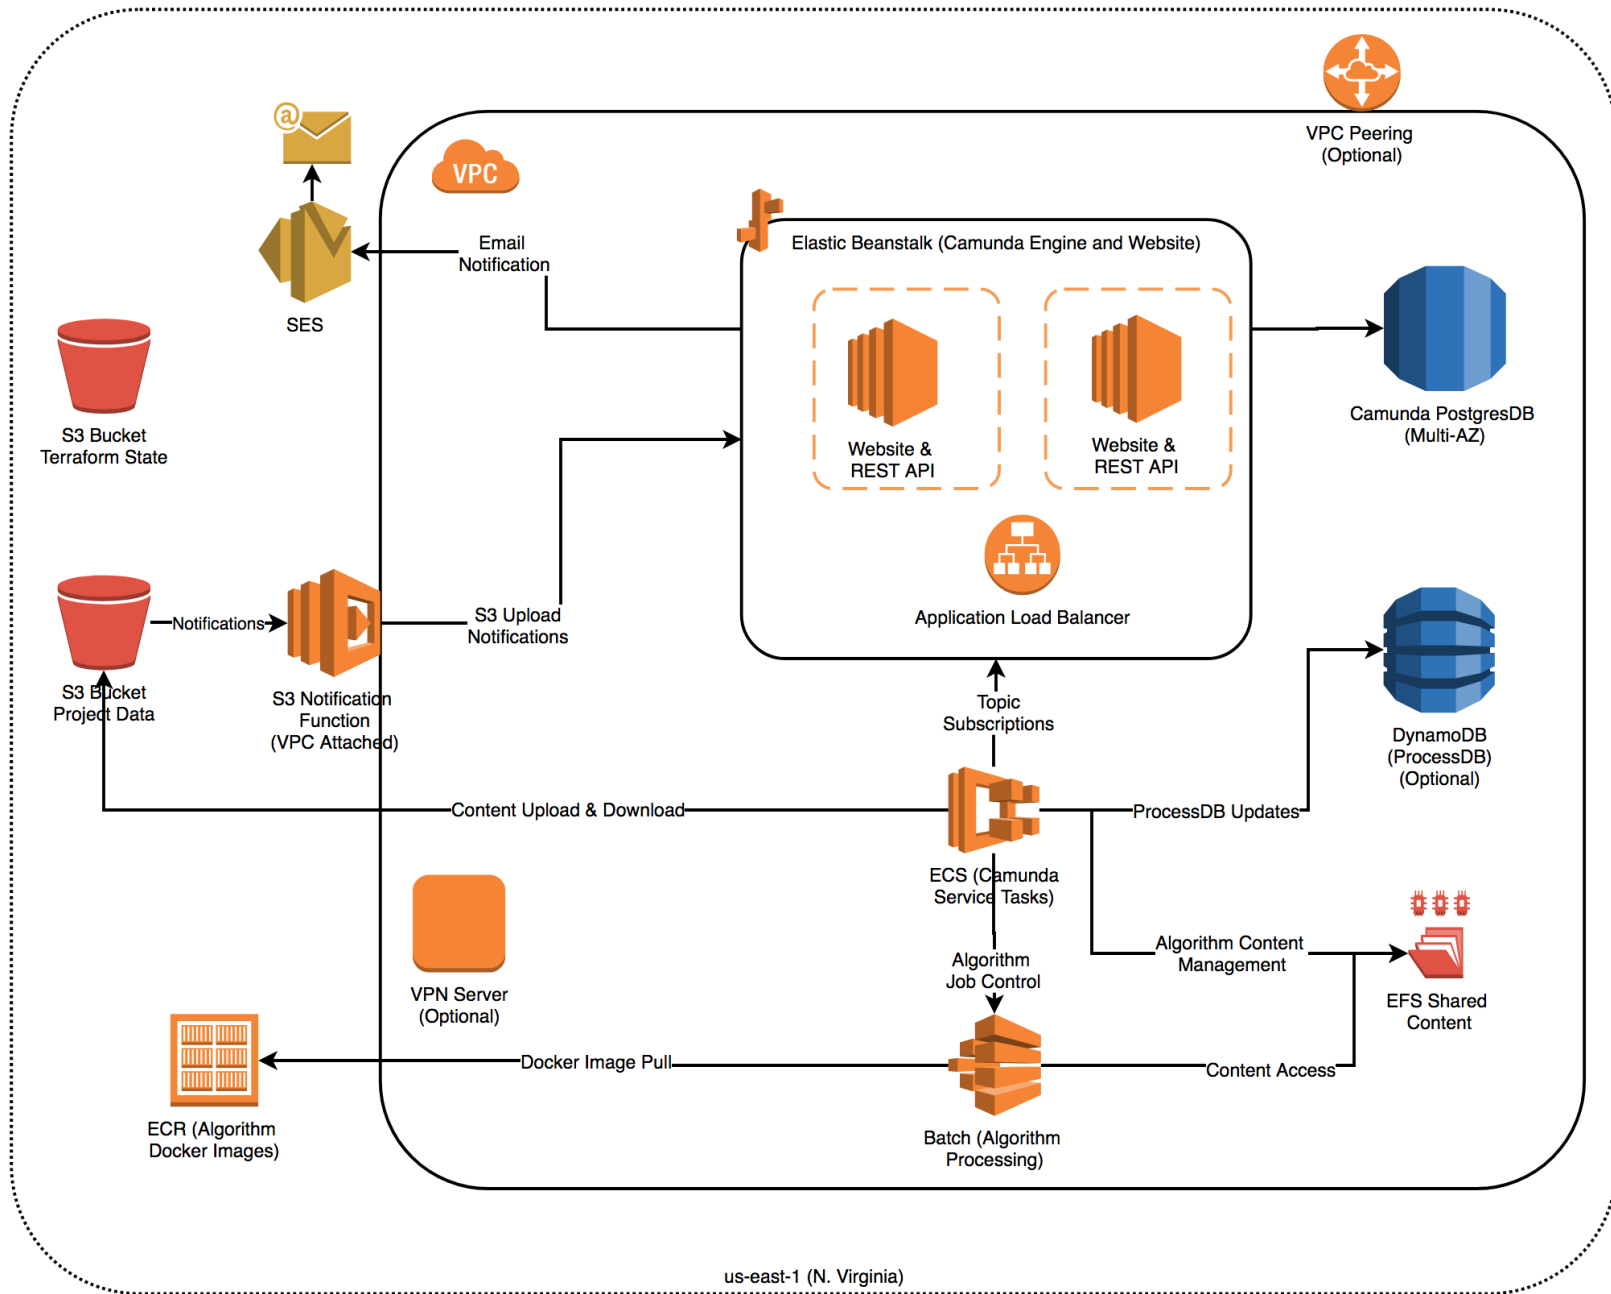 VPC Peering
(Optional)
@
VPC
Email
Notification
SES
Elastic Beanstalk (Camunda Engine and Website)
Website &
REST API
Website &
REST API
Application Load Balancer
Camunda PostgresDB
(Multi-AZ)
S3 Bucket
Terraform State
Notifications
S3 Upload
Notifications
S3 Bucket
Project Data
S3 Notification
Function
(VPC Attached)
Topic
Subscriptions
DynamoDB
(ProcessDB)
(Optional)
Content Upload & Download
ProcessDB Updates
ECS (Camunda
Service Tasks)
Algorithm
Job Control
Algorithm Content
Management
EFS Shared
Content
VPN Server
(Optional)
Docker Image Pull
Content Access
ECR (Algorithm
Docker Images)
Batch (Algorithm
Processing)
us-east-1 (N. Virginia)